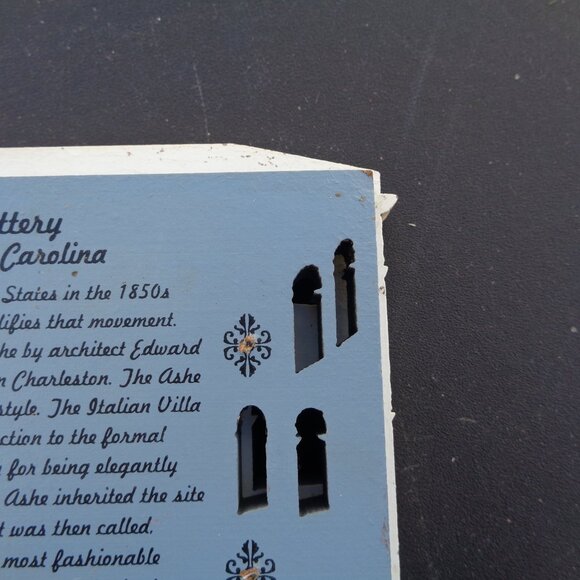 ttery
Carolina
States in the 1850s
lifies that movement.
he by architect Edward
n Charleston. The Ashe
style. The Italian Villa
ction to the formal
for being elegantly
Ashe inherited the site
t was then called,
most fashionable